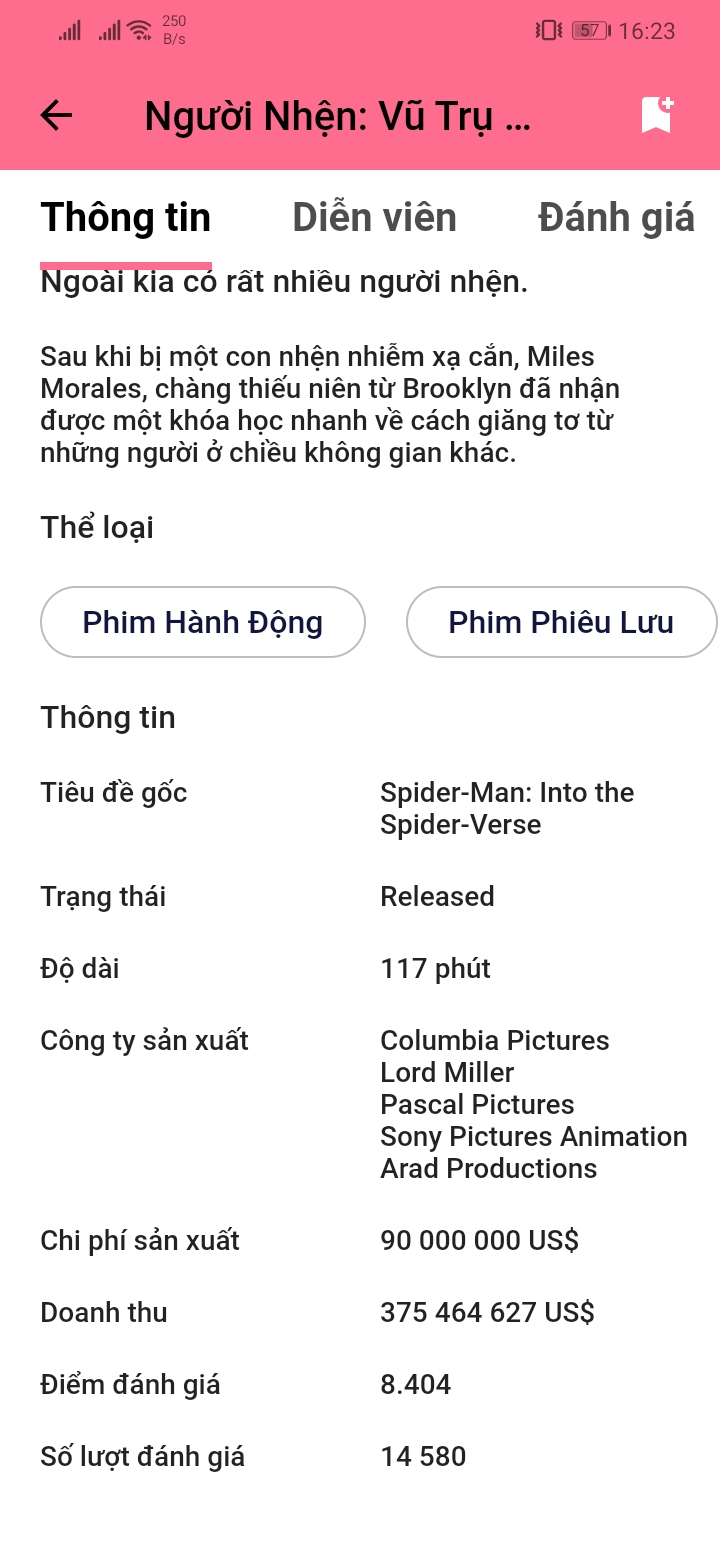 250
B/s
57
16:23
Người Nhện: Vũ Trụ ...
Thông tin
Diễn viên
Đánh giá
Ngoài kia có rất nhiều người nhện.
Sau khi bị một con nhện nhiễm xạ cắn, Miles
Morales, chàng thiếu niên từ Brooklyn đã nhận
được một khóa học nhanh về cách giăng tơ từ
những người ở chiều không gian khác.
Thể loại
Phim Hành Động
Phim Phiêu Lưu
Thông tin
Tiêu đề gốc
Spider-Man: Into the
Spider-Verse
Trạng thái
Released
Độ dài
117 phút
Công ty sản xuất
Columbia Pictures
Lord Miller
Pascal Pictures
Sony Pictures Animation
Arad Productions
Chi phí sản xuất
90 000 000 US$
Doanh thu
375 464 627 US$
Điểm đánh giá
8.404
Số lượt đánh giá
14 580